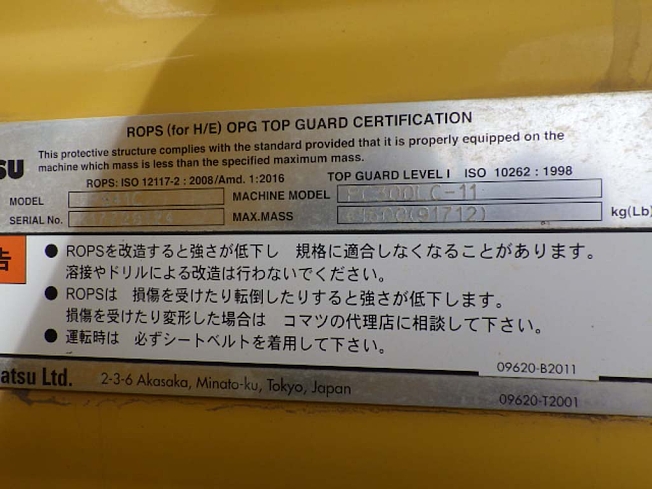 ROPS (for H/E) OPG TOP GUARD CERTIFICATION
This protective structure complies with the standard provided that it is properly equipped on the
machine which mass is less than the specified maximum mass.
ROPS: ISO 12117-2 : 2008/Amd. 1:2016 TOP GUARD LEVEL I ISO 10262 : 1998
MODEL MACHINE MODEL PC300LC-11
SERIAL No. MAX.MASS (91712) kg(Lb)
告
● ROPSを改造すると強さが低下し 規格に適合しなくなることがあります。
溶接やドリルによる改造は行わないでください。
● ROPSは 損傷を受けたり転倒したりすると強さが低下します。
損傷を受けたり変形した場合は コマツの代理店に相談して下さい。
● 運転時は 必ずシートベルトを着用して下さい。
09620-B2011
atsu Ltd. 2-3-6 Akasaka, Minato-ku, Tokyo, Japan
09620-T2001